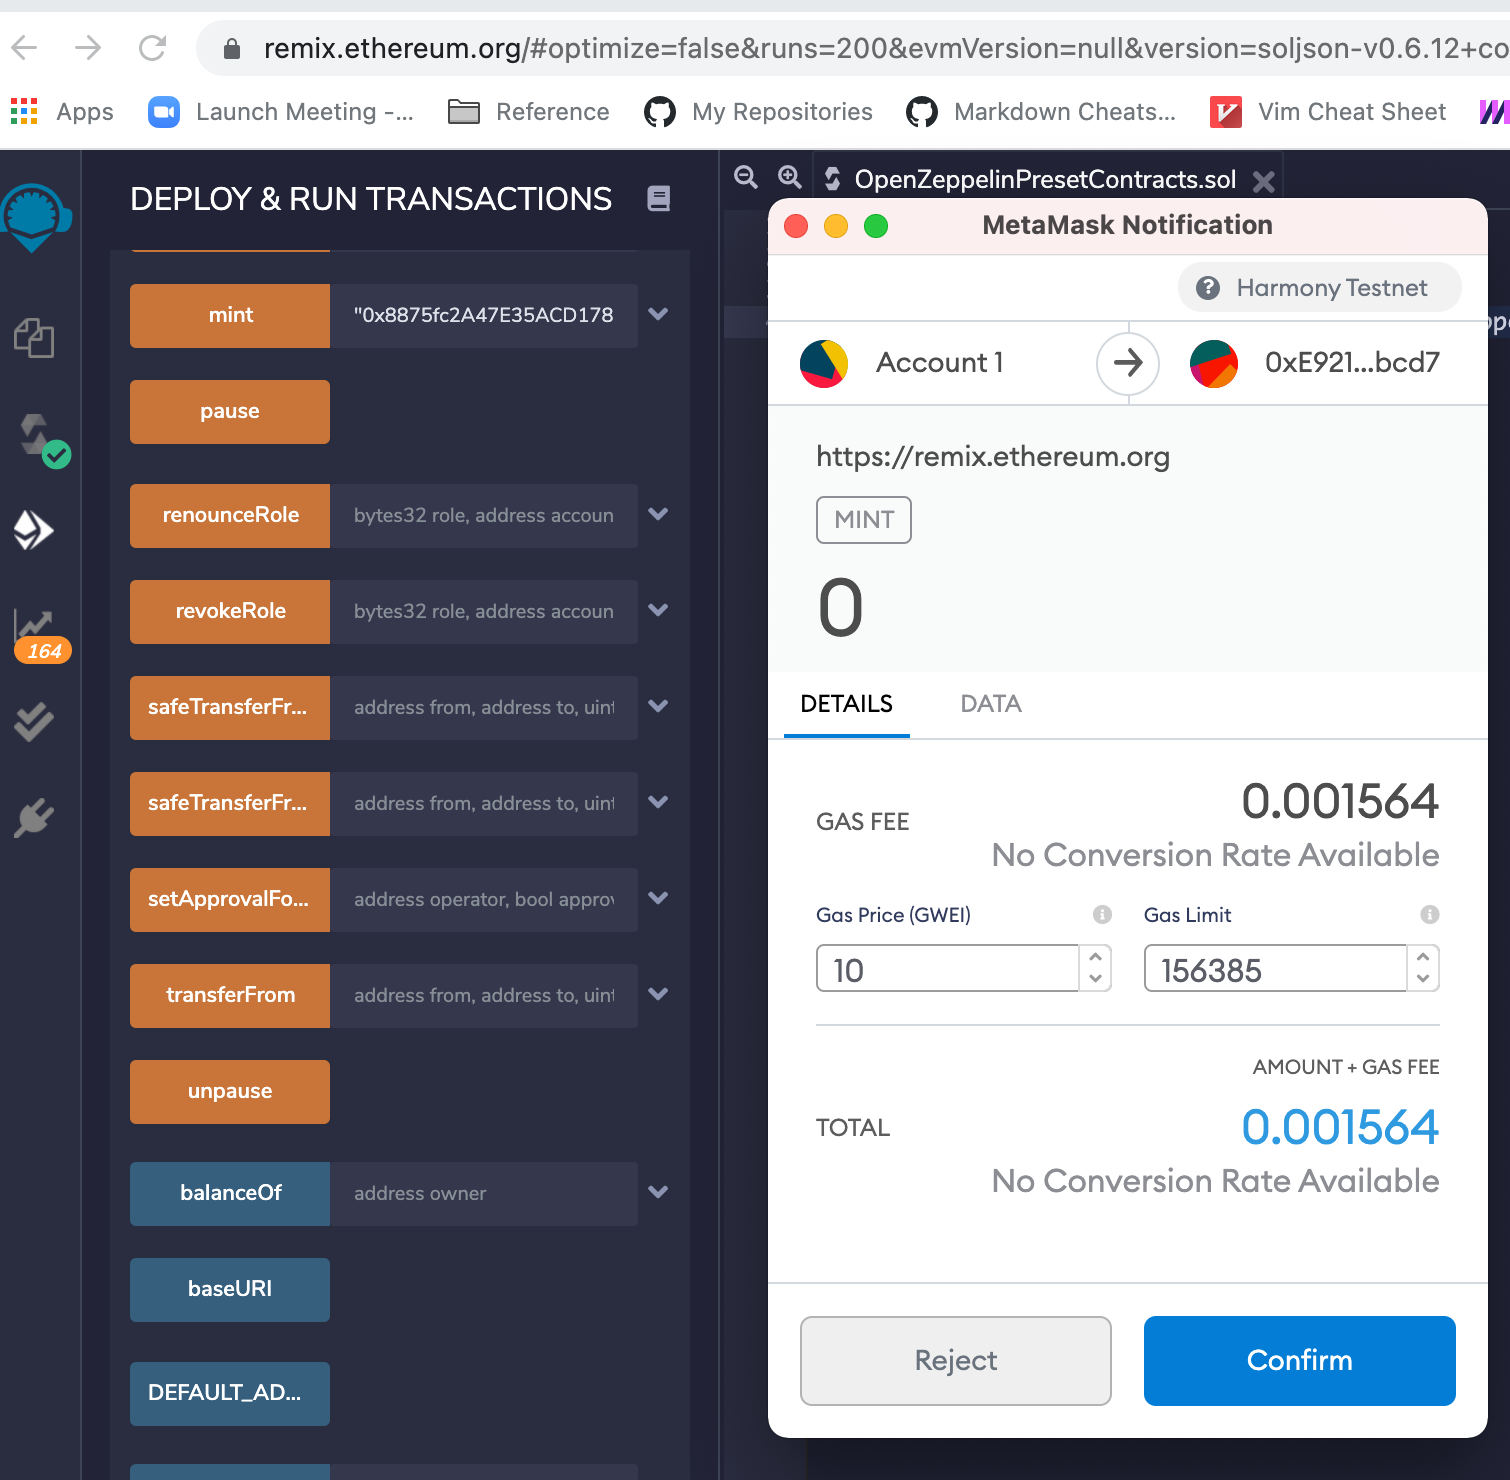 remix.ethereum.org/#optimize=false&runs=200&evmVersion=null&version=soljson-v0.6.12+co
Apps Launch Meeting -... Reference My Repositories Markdown Cheats... Vim Cheat Sheet
DEPLOY & RUN TRANSACTIONS
mint "0x8875fc2A47E35ACD178
pause
renounceRole bytes32 role, address accoun
revokeRole bytes32 role, address accoun
164
safeTransferFr... address from, address to, uint
safeTransferFr... address from, address to, uint
setApprovalFo... address operator, bool approv
transferFrom address from, address to, uint
unpause
balanceOf address owner
baseURI
DEFAULT_AD...
OpenZeppelinPresetContracts.sol
MetaMask Notification
Harmony Testnet
Account 1 0xE921...bcd7
https://remix.ethereum.org
MINT
0
DETAILS DATA
GAS FEE 0.001564
No Conversion Rate Available
Gas Price (GWEI) Gas Limit
10 156385
AMOUNT + GAS FEE
TOTAL 0.001564
No Conversion Rate Available
Reject Confirm